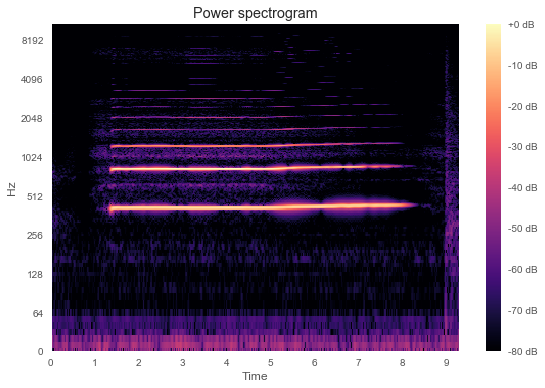 Power spectrogram
Hz
8192
4096
2048
1024
512
256
128
64
0
0 1 2 3 4 5 6 7 8 9
Time
+0 dB
-10 dB
-20 dB
-30 dB
-40 dB
-50 dB
-60 dB
-70 dB
-80 dB